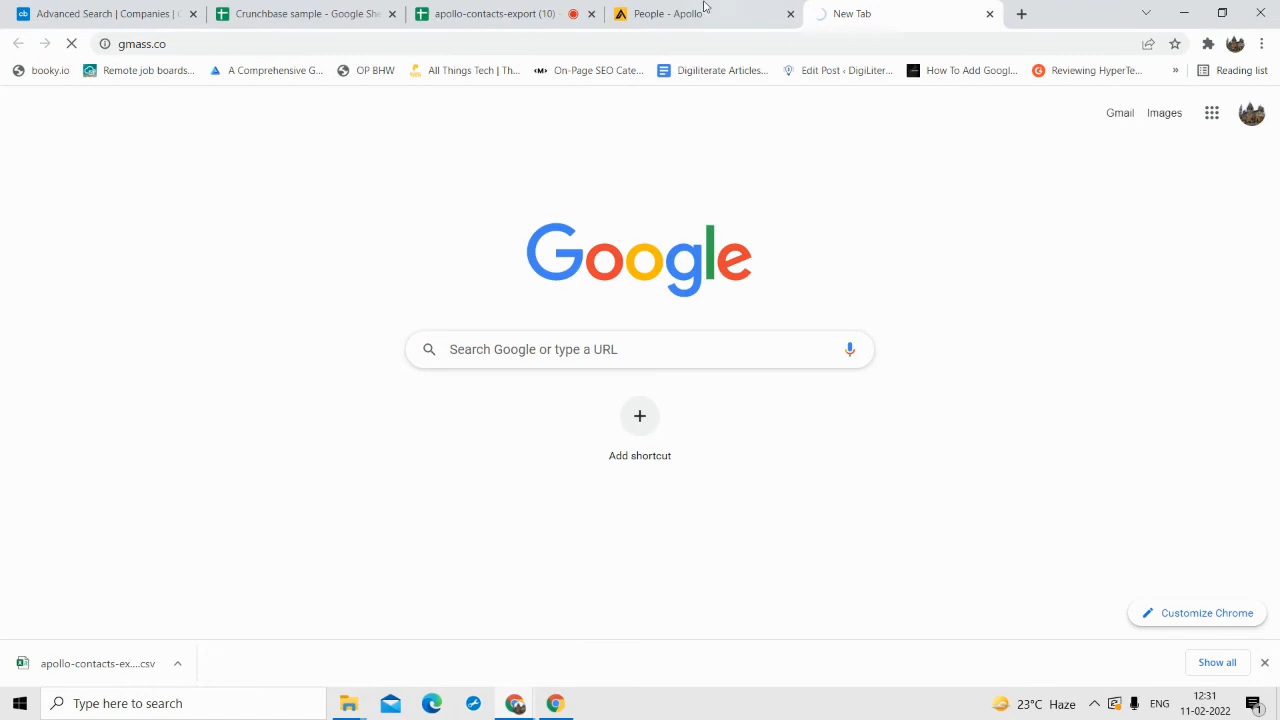 Advanced Search | Companies | C
Crunchbase sample - Google She
apollo-contacts-export (10)
People - Apollo
New Tab
gmass.co
booky.io
Remote job boards...
A Comprehensive G...
OP BHW
All Things Tech | Th...
On-Page SEO Cate...
Digiliterate Articles...
Edit Post ‹ DigiLiter...
How To Add Googl...
Reviewing HyperTe...
»
Reading list
Gmail
Images
Google
Search Google or type a URL
Add shortcut
Customize Chrome
apollo-contacts-ex....csv
Show all
Type here to search
23°C Haze
ENG
12:31
11-02-2022
1